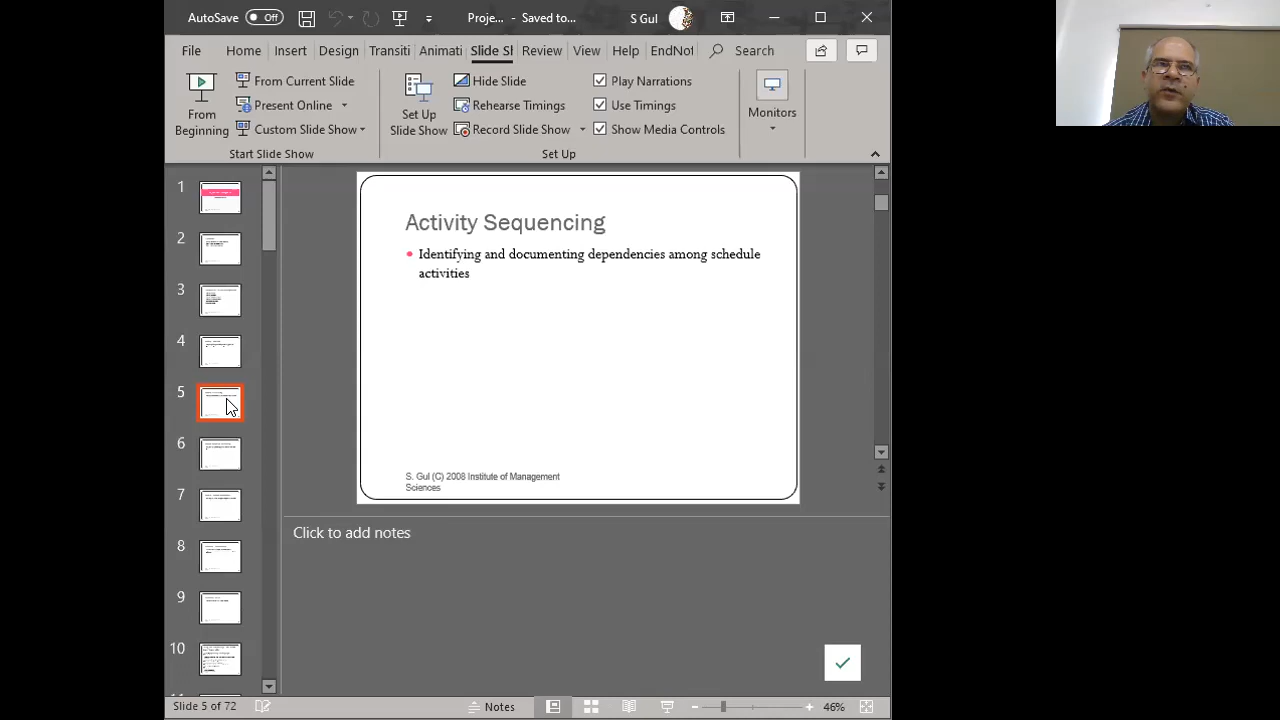 AutoSave Off Proje... - Saved to... S Gul
File Home Insert Design Transiti Animati Slide Sl Review View Help EndNot Search
From Beginning
From Current Slide
Present Online
Custom Slide Show
Start Slide Show
Set Up Slide Show
Hide Slide
Rehearse Timings
Record Slide Show
Play Narrations
Use Timings
Show Media Controls
Set Up
Monitors
1
2
3
4
5
6
7
8
9
10
Activity Sequencing
Identifying and documenting dependencies among schedule
activities
S. Gul (C) 2008 Institute of Management
Sciences
Click to add notes
Slide 5 of 72 Notes 46%